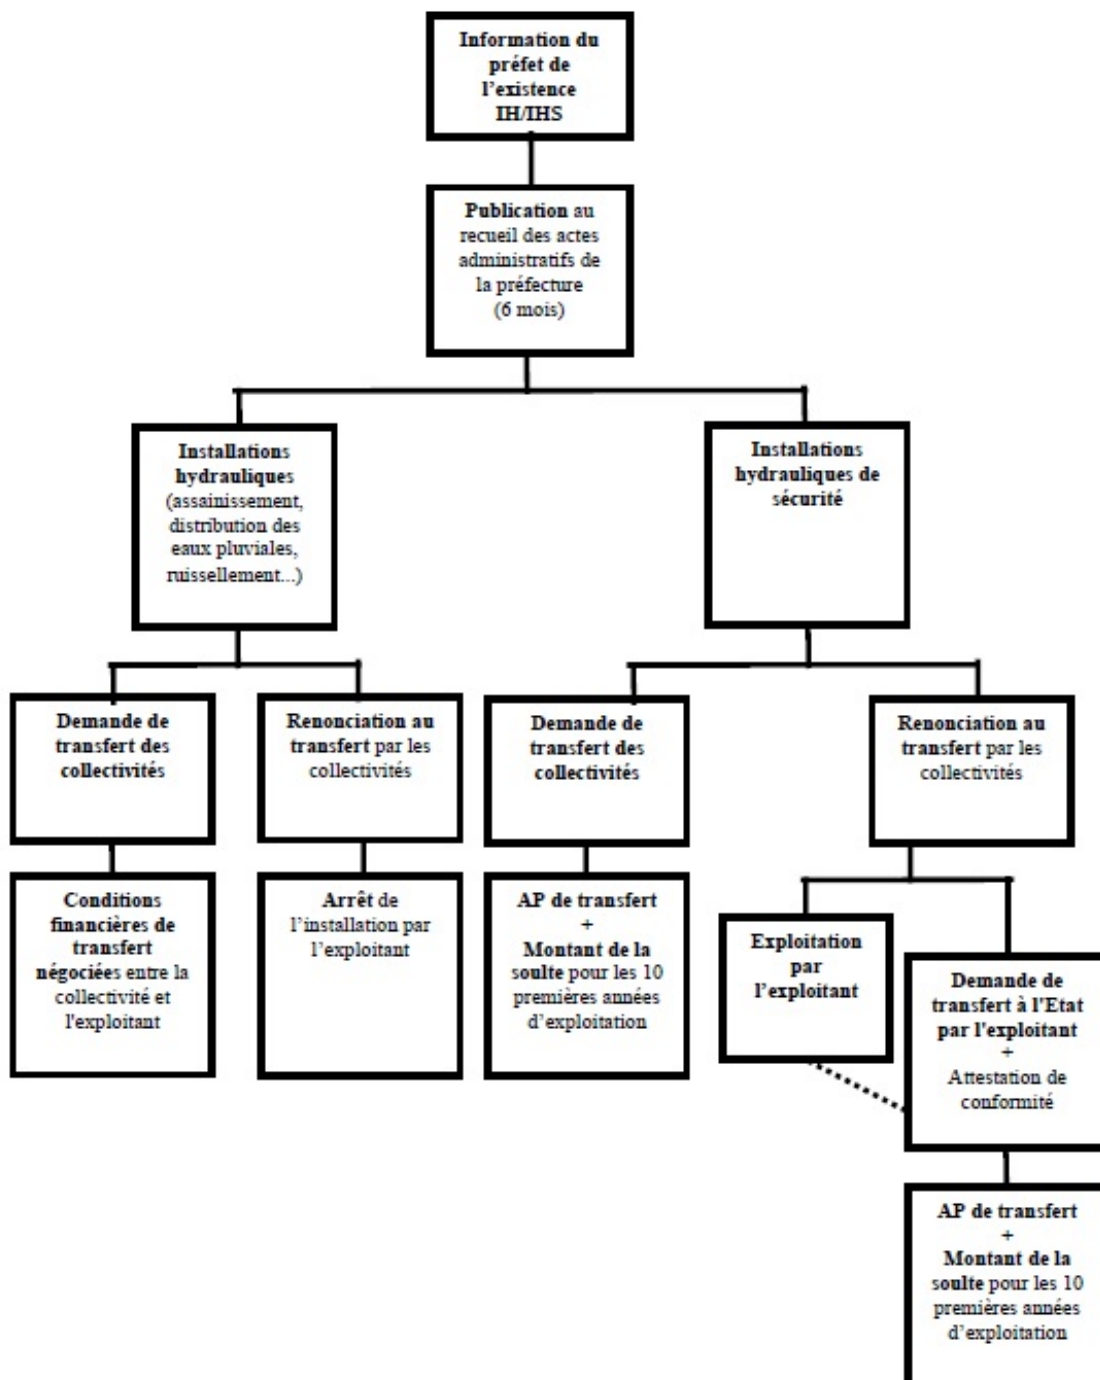 Information du
préfet de
l'existence
IH/IHS
Publication au
recueil des actes
administratifs de
la préfecture
(6 mois)
Installations
hydrauliques
(assainissement,
distribution des
eaux pluviales,
ruissellement...)
Installations
hydrauliques de
sécurité
Demande de
transfert des
collectivités
Renonciation au
transfert par les
collectivités
Demande de
transfert des
collectivités
Renonciation au
transfert par les
collectivités
Conditions
financières de
transfert
négociées entre la
collectivité et
l'exploitant
Arrêt de
l'installation par
l'exploitant
AP de transfert
+
Montant de la
soulte pour les 10
premières années
d'exploitation
Exploitation
par
l'exploitant
Demande de
transfert à l'Etat
par l'exploitant
+
Attestation de
conformité
AP de transfert
+
Montant de la
soulte pour les 10
premières années
d'exploitation